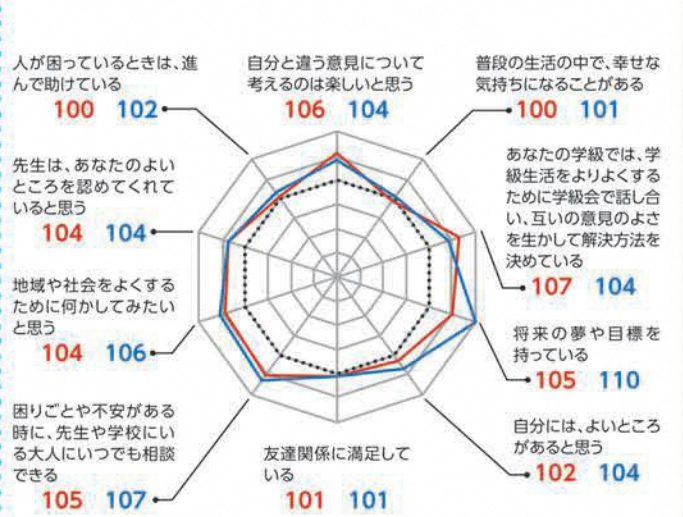 自分と違う意見について
考えるのは楽しいと思う
106 104
普段の生活の中で、幸せな
気持ちになることがある
100 101
あなたの学級では、学
級生活をよりよくする
ために学級会で話し合
い、互いの意見のよさ
を生かして解決方法を
決めている
107 104
将来の夢や目標を
持っている
105 110
自分には、よいところ
があると思う
102 104
友達関係に満足して
いる
101 101
困りごとや不安がある
時に、先生や学校にい
る大人にいつでも相談
できる
105 107
地域や社会をよくする
ために何かしてみたい
と思う
104 106
先生は、あなたのよい
ところを認めてくれて
いると思う
104 104
人が困っているときは、進
んで助けている
100 102